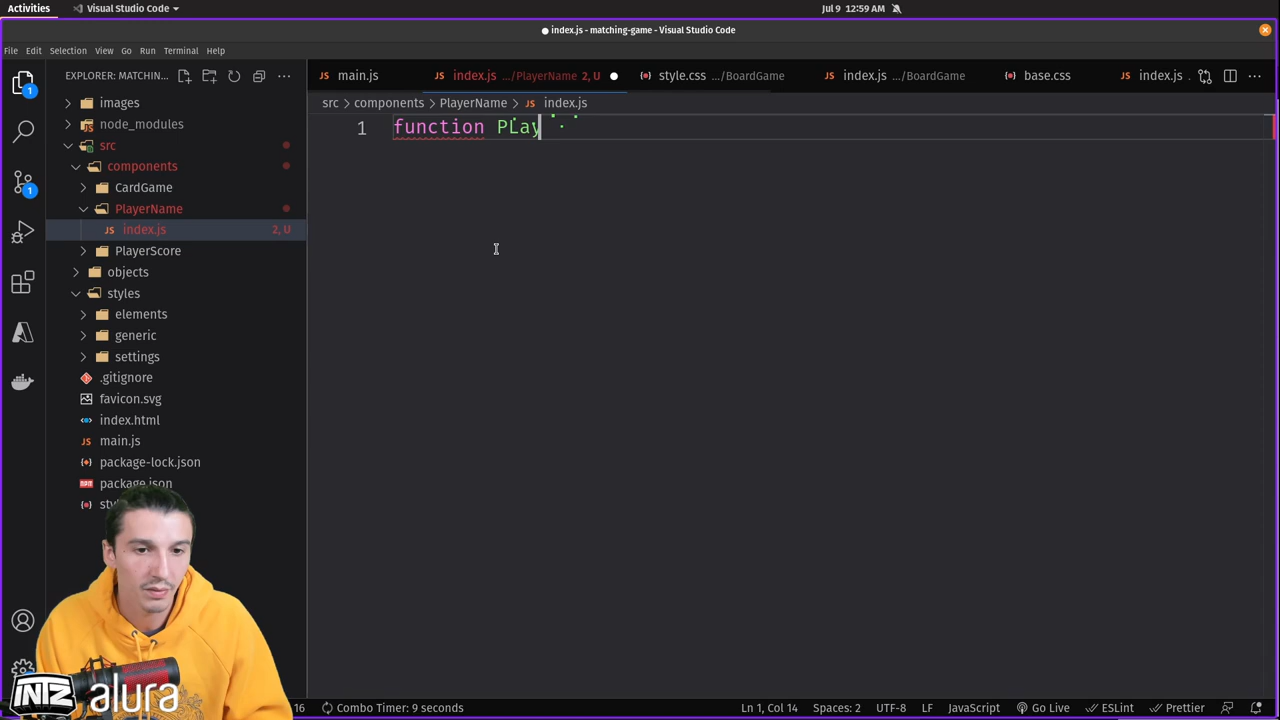 Activities
Visual Studio Code
Jul 9 12:59 AM
● index.js - matching-game - Visual Studio Code
File Edit Selection View Go Run Terminal Help
EXPLORER: MATCHIN...
main.js
index.js .../PlayerName 2, U
style.css .../BoardGame
index.js .../BoardGame
base.css
index.js
src > components > PlayerName > index.js
1 function PLay
1
1
images
node_modules
src
components
CardGame
PlayerName
index.js 2, U
PlayerScore
objects
styles
elements
generic
settings
.gitignore
favicon.svg
index.html
main.js
package-lock.json
package.json
INTZ alura
16 Combo Timer: 9 seconds
Ln 1, Col 14 Spaces: 2 UTF-8 LF JavaScript Go Live ESLint Prettier